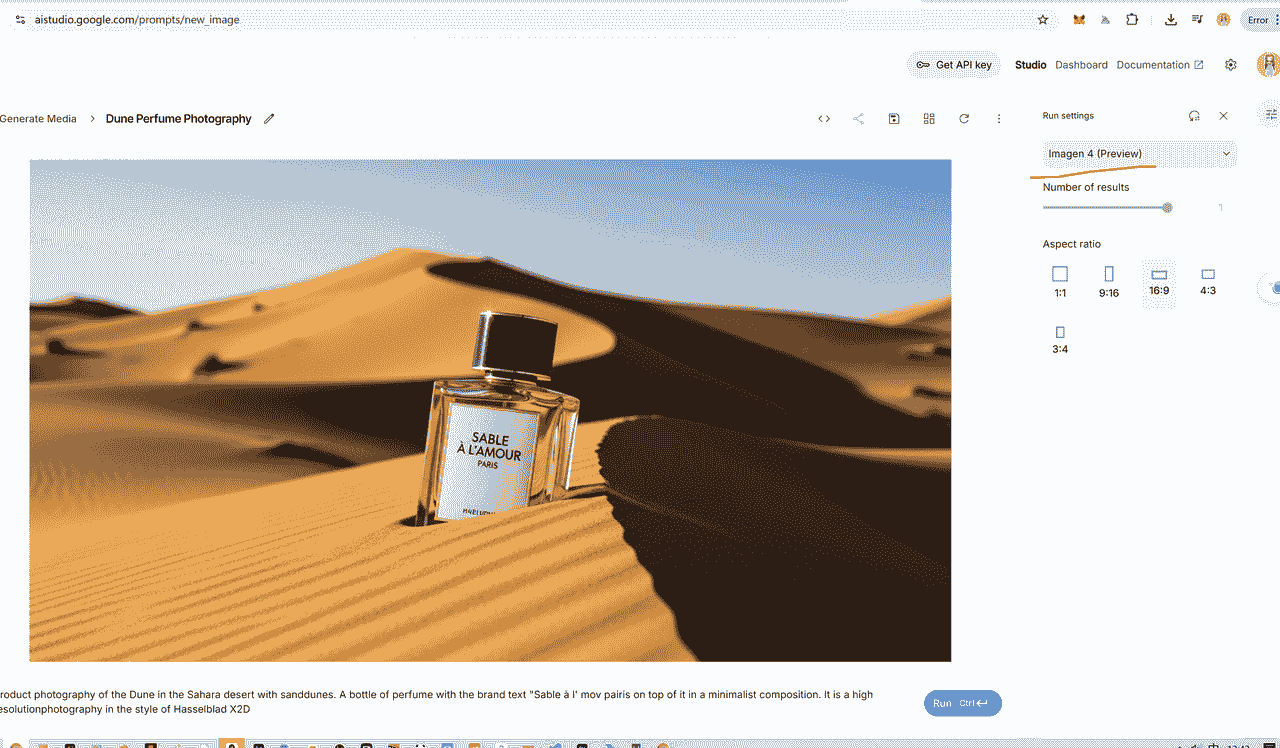 aistudio.google.com/prompts/new_image
Error
Get API key
Studio
Dashboard
Documentation
Generate Media
Dune Perfume Photography
Run settings
Imagen 4 (Preview)
Number of results
1
Aspect ratio
1:1
9:16
16:9
4:3
3:4
SABLE
À L'AMOUR
PARIS
roduct photography of the Dune in the Sahara desert with sanddunes. A bottle of perfume with the brand text "Sable à l' mov pairis on top of it in a minimalist composition. It is a high
esolutionphotography in the style of Hasselblad X2D
Run Ctrl